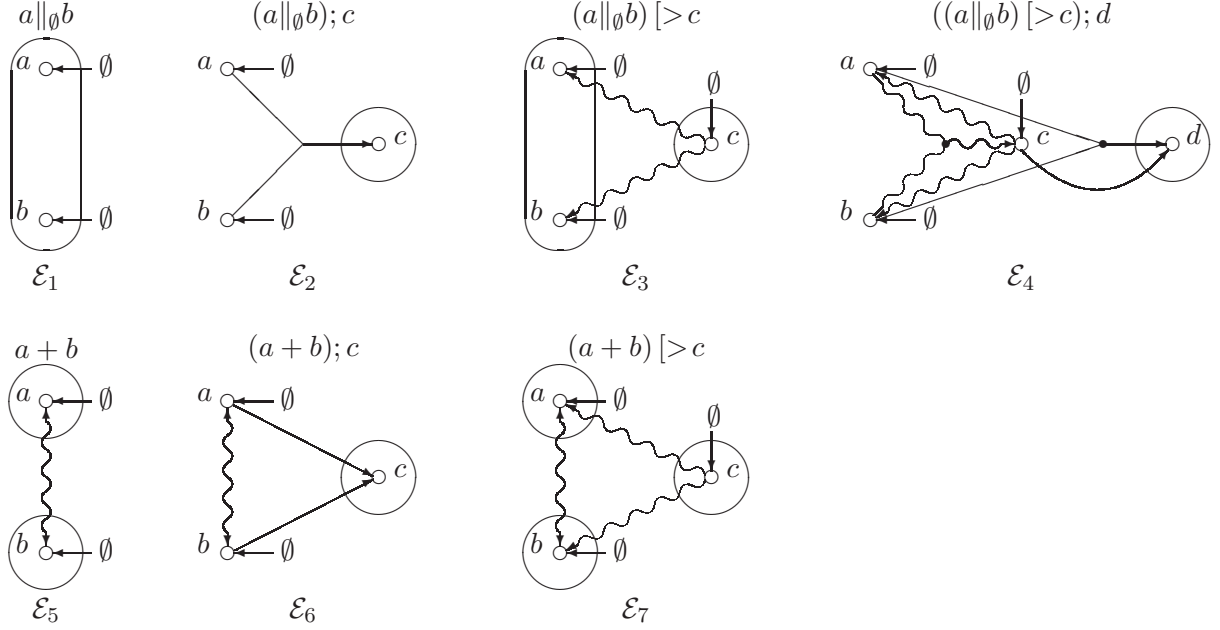 a∥∅b (a∥∅b); c (a∥∅b) [> c ((a∥∅b) [> c); d
a ∅ a ∅ a ∅ ∅ a ∅ ∅
c c c d
b ∅ b ∅ b ∅ b ∅
ℰ1 ℰ2 ℰ3 ℰ4
a + b (a + b); c (a + b) [> c
a ∅ a ∅ a ∅ ∅
c c
b ∅ b ∅ b ∅
ℰ5 ℰ6 ℰ7